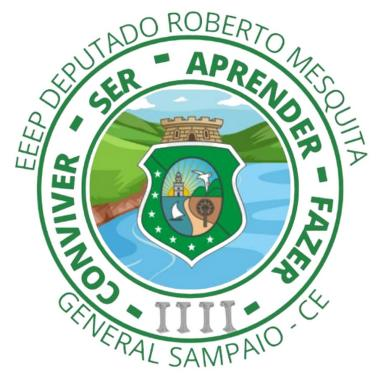 EEEP DEPUTADO ROBERTO MESQUITA
- CONVIVER - SER - APRENDER - FAZER -
GENERAL SAMPAIO - CE